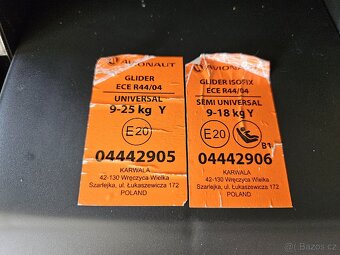 AVIONAUT
GLIDER
ECE R44/04
UNIVERSAL
9-25 kg Y
E20
04442905
KARWALA
42-130 Wręczyca Wielka
Szarlejka, ul. Łukaszewicza 172
POLAND
AVIONAUT
GLIDER ISOFIX
ECE R44/04
SEMI UNIVERSAL
9-18 kg Y
E20
B1
04442906
KARWALA
42-130 Wręczyca Wielka
Szarlejka, ul. Łukaszewicza 172
POLAND
bazos.cz